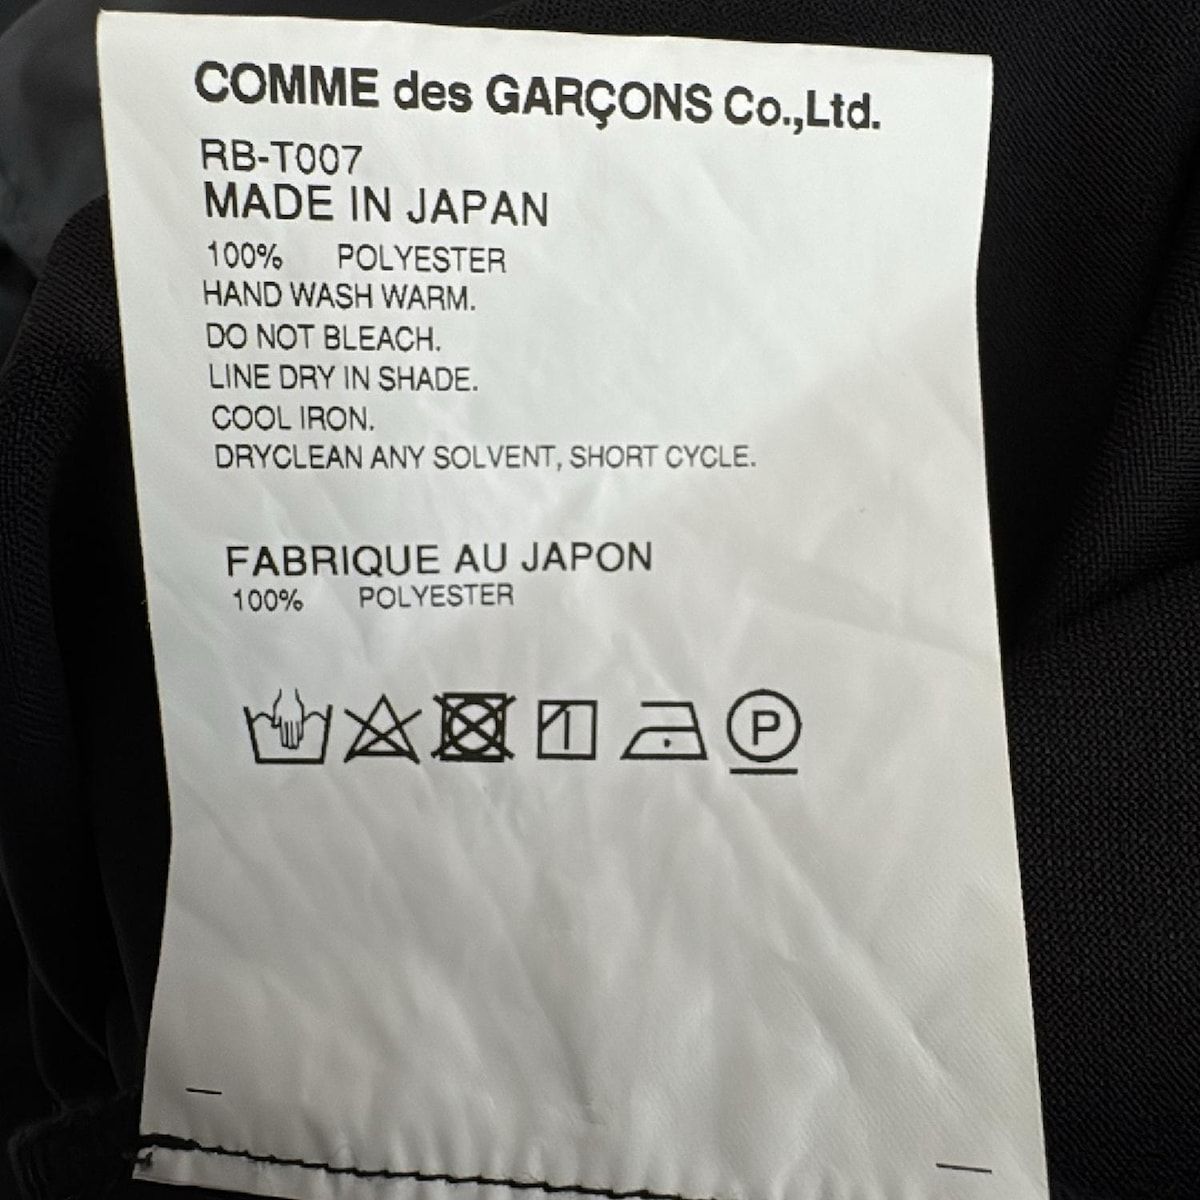 COMME des GARÇONS Co.,Ltd.
RB-T007
MADE IN JAPAN
100% POLYESTER
HAND WASH WARM.
DO NOT BLEACH.
LINE DRY IN SHADE.
COOL IRON.
DRYCLEAN ANY SOLVENT, SHORT CYCLE.
FABRIQUE AU JAPON
100% POLYESTER
P